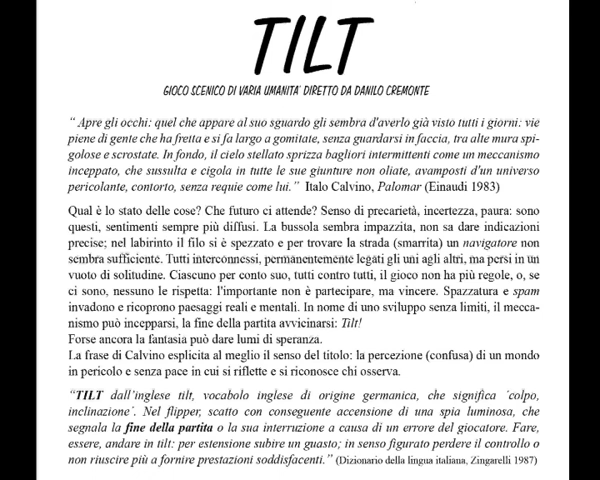 TILT
GIOCO SCENICO DI VARIA UMANITA' DIRETTO DA DANILO CREMONTE
“ Apre gli occhi: quel che appare al suo sguardo gli sembra d'averlo già visto tutti i giorni: vie
piene di gente che ha fretta e si fa largo a gomitate, senza guardarsi in faccia, tra alte mura spi-
golose e scrostate. In fondo, il cielo stellato sprizza bagliori intermittenti come un meccanismo
inceppato, che sussulta e cigola in tutte le sue giunture non oliate, avamposti d'un universo
pericolante, contorto, senza requie come lui.” Italo Calvino, Palomar (Einaudi 1983)
Qual è lo stato delle cose? Che futuro ci attende? Senso di precarietà, incertezza, paura: sono
questi, sentimenti sempre più diffusi. La bussola sembra impazzita, non sa dare indicazioni
precise; nel labirinto il filo si è spezzato e per trovare la strada (smarrita) un navigatore non
sembra sufficiente. Tutti interconnessi, permanentemente legati gli uni agli altri, ma persi in un
vuoto di solitudine. Ciascuno per conto suo, tutti contro tutti, il gioco non ha più regole, o, se
ci sono, nessuno le rispetta: l'importante non è partecipare, ma vincere. Spazzatura e spam
invadono e ricoprono paesaggi reali e mentali. In nome di uno sviluppo senza limiti, il mecca-
nismo può incepparsi, la fine della partita avvicinarsi: Tilt!
Forse ancora la fantasia può dare lumi di speranza.
La frase di Calvino esplicita al meglio il senso del titolo: la percezione (confusa) di un mondo
in pericolo e senza pace in cui si riflette e si riconosce chi osserva.
“TILT dall'inglese tilt, vocabolo inglese di origine germanica, che significa ´colpo,
inclinazione´. Nel flipper, scatto con conseguente accensione di una spia luminosa, che
segnala la fine della partita o la sua interruzione a causa di un errore del giocatore. Fare,
essere, andare in tilt: per estensione subire un guasto; in senso figurato perdere il controllo o
non riuscire più a fornire prestazioni soddisfacenti.” (Dizionario della lingua italiana, Zingarelli 1987)